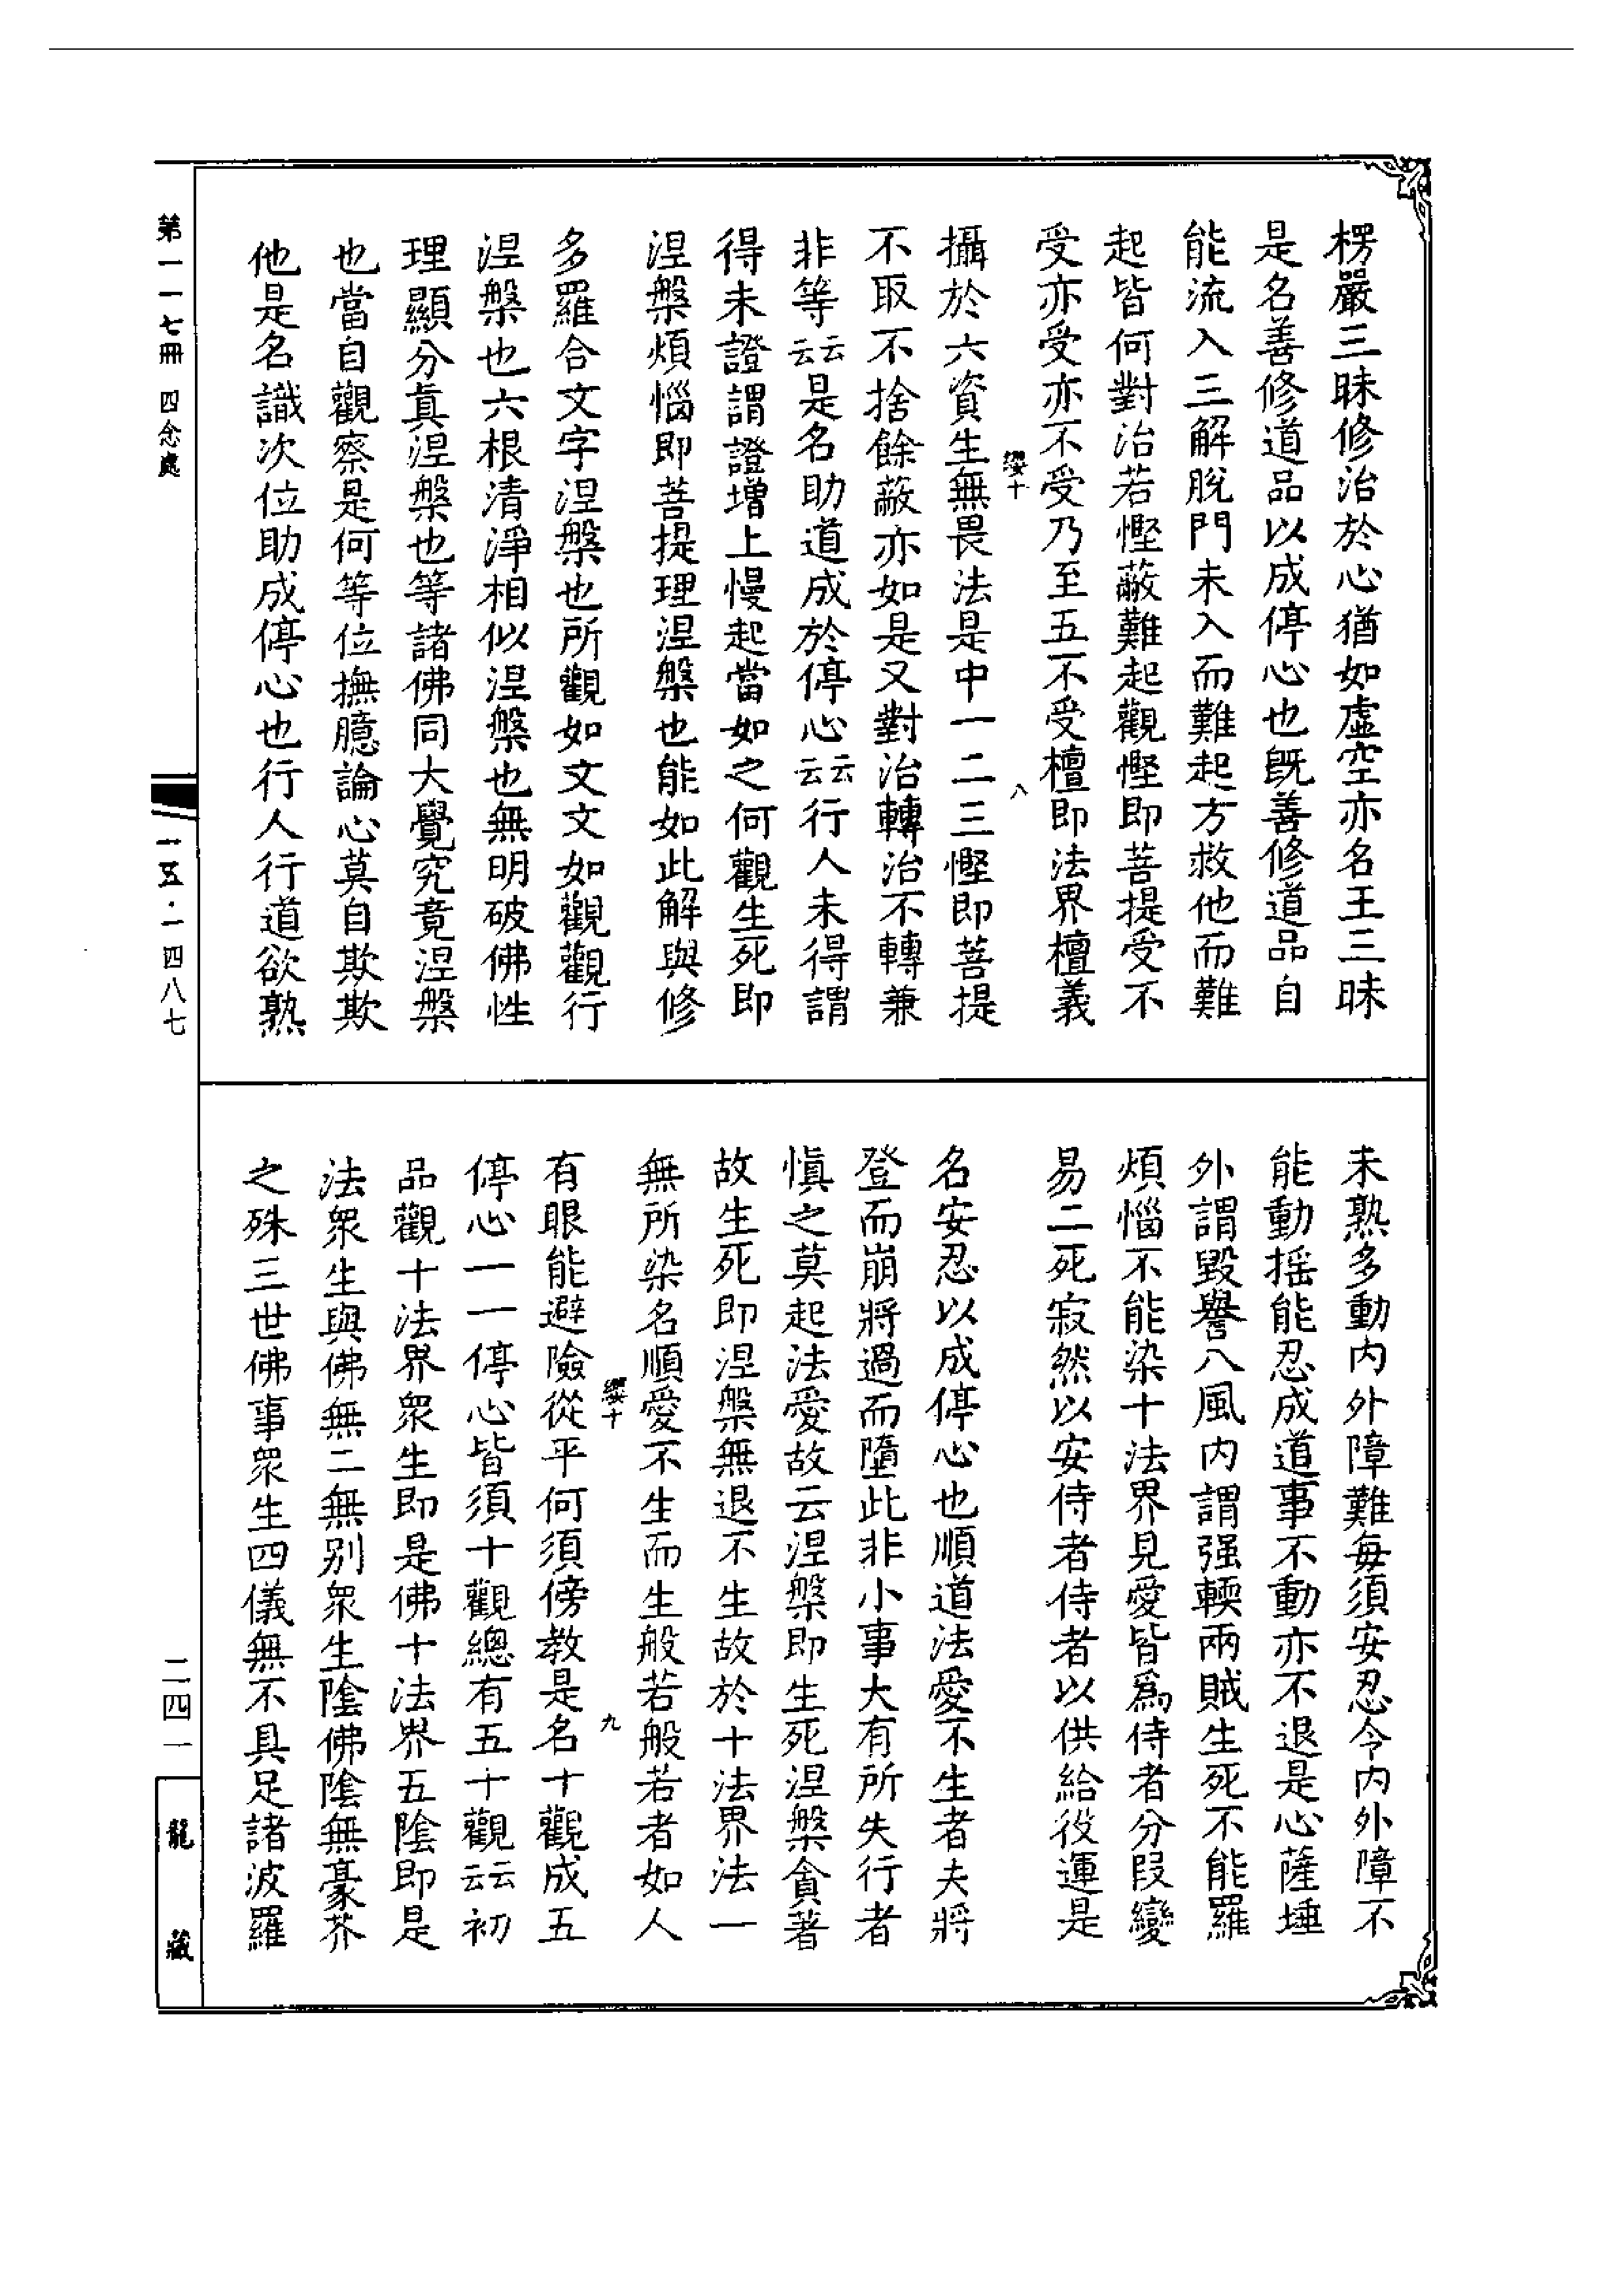 楞嚴三昧修治於心猶如虛空亦名王三昧
是名善修道品以成停心也旣善修道品自
能流入三解脫門未入而難起方救他而難
起皆何對治若慳蔽難起觀慳即菩提受不
受亦受亦不受乃至五不受檀即法界檀義
纓十
八
攝於六資生無畏法是中一二三慳即菩提
不取不捨餘蔽亦如是又對治轉治不轉兼
非等云云是名助道成於停心云云行人未得謂
得未證謂證增上慢起當如之何觀生死即
涅槃煩惱即菩提理涅槃也能如此解與修
多羅合文字涅槃也所觀如文文如觀觀行
涅槃也六根清淨相似涅槃也無明破佛性
理顯分真涅槃也等諸佛同大覺究竟涅槃
也當自觀察是何等位撫臆論心莫自欺欺
他是名識次位助成停心也行人行道欲熟
未熟多動內外障難每須安忍今內外障不
能動搖能忍成道事不動亦不退是心薩埵
外謂毀譽八風內謂强輭兩賊生死不能羅
煩惱不能染十法界見愛皆爲侍者分段變
易二死寂然以安侍者侍者以供給役運是
名安忍以成停心也順道法愛不生者夫將
登而崩將過而墮此非小事大有所失行者
愼之莫起法愛故云涅槃即生死涅槃貪著
故生死即涅槃無退不生故於十法界法一
無所染名順愛不生而生般若般若者如人
纓十
九
有眼能避險從平何須傍教是名十觀成五
停心一一停心皆須十觀總有五十觀云云初
品觀十法界衆生即是佛十法界五陰即是
法衆生與佛無二無別衆生陰佛陰無豪芥
之殊三世佛事衆生四儀無不具足諸波羅
第一一七冊 四念處
一五·一四八七
二四一
龍藏